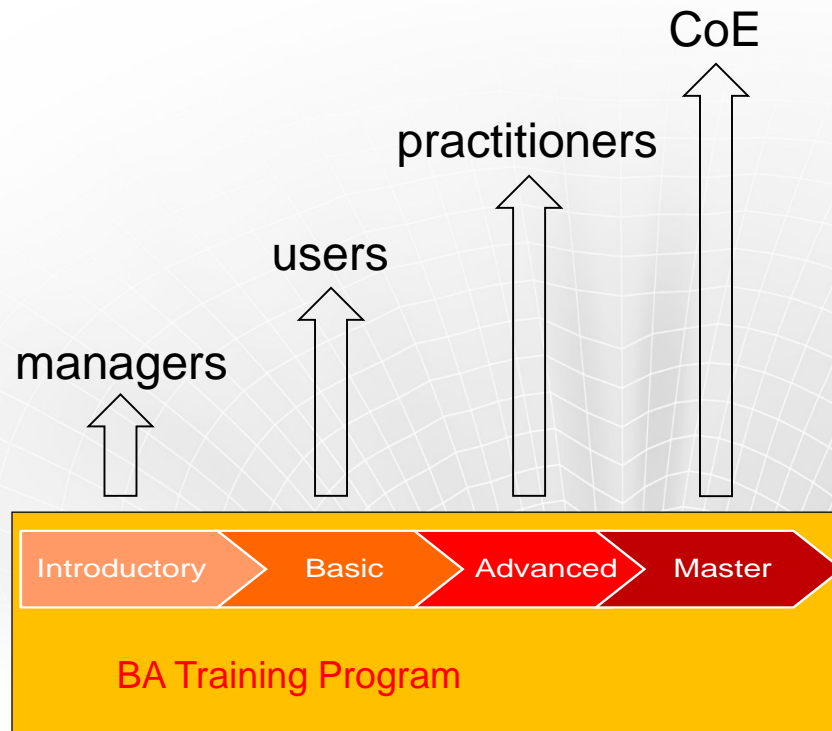 CoE
practitioners
users
managers
Introductory
Basic
Advanced
Master
BA Training Program